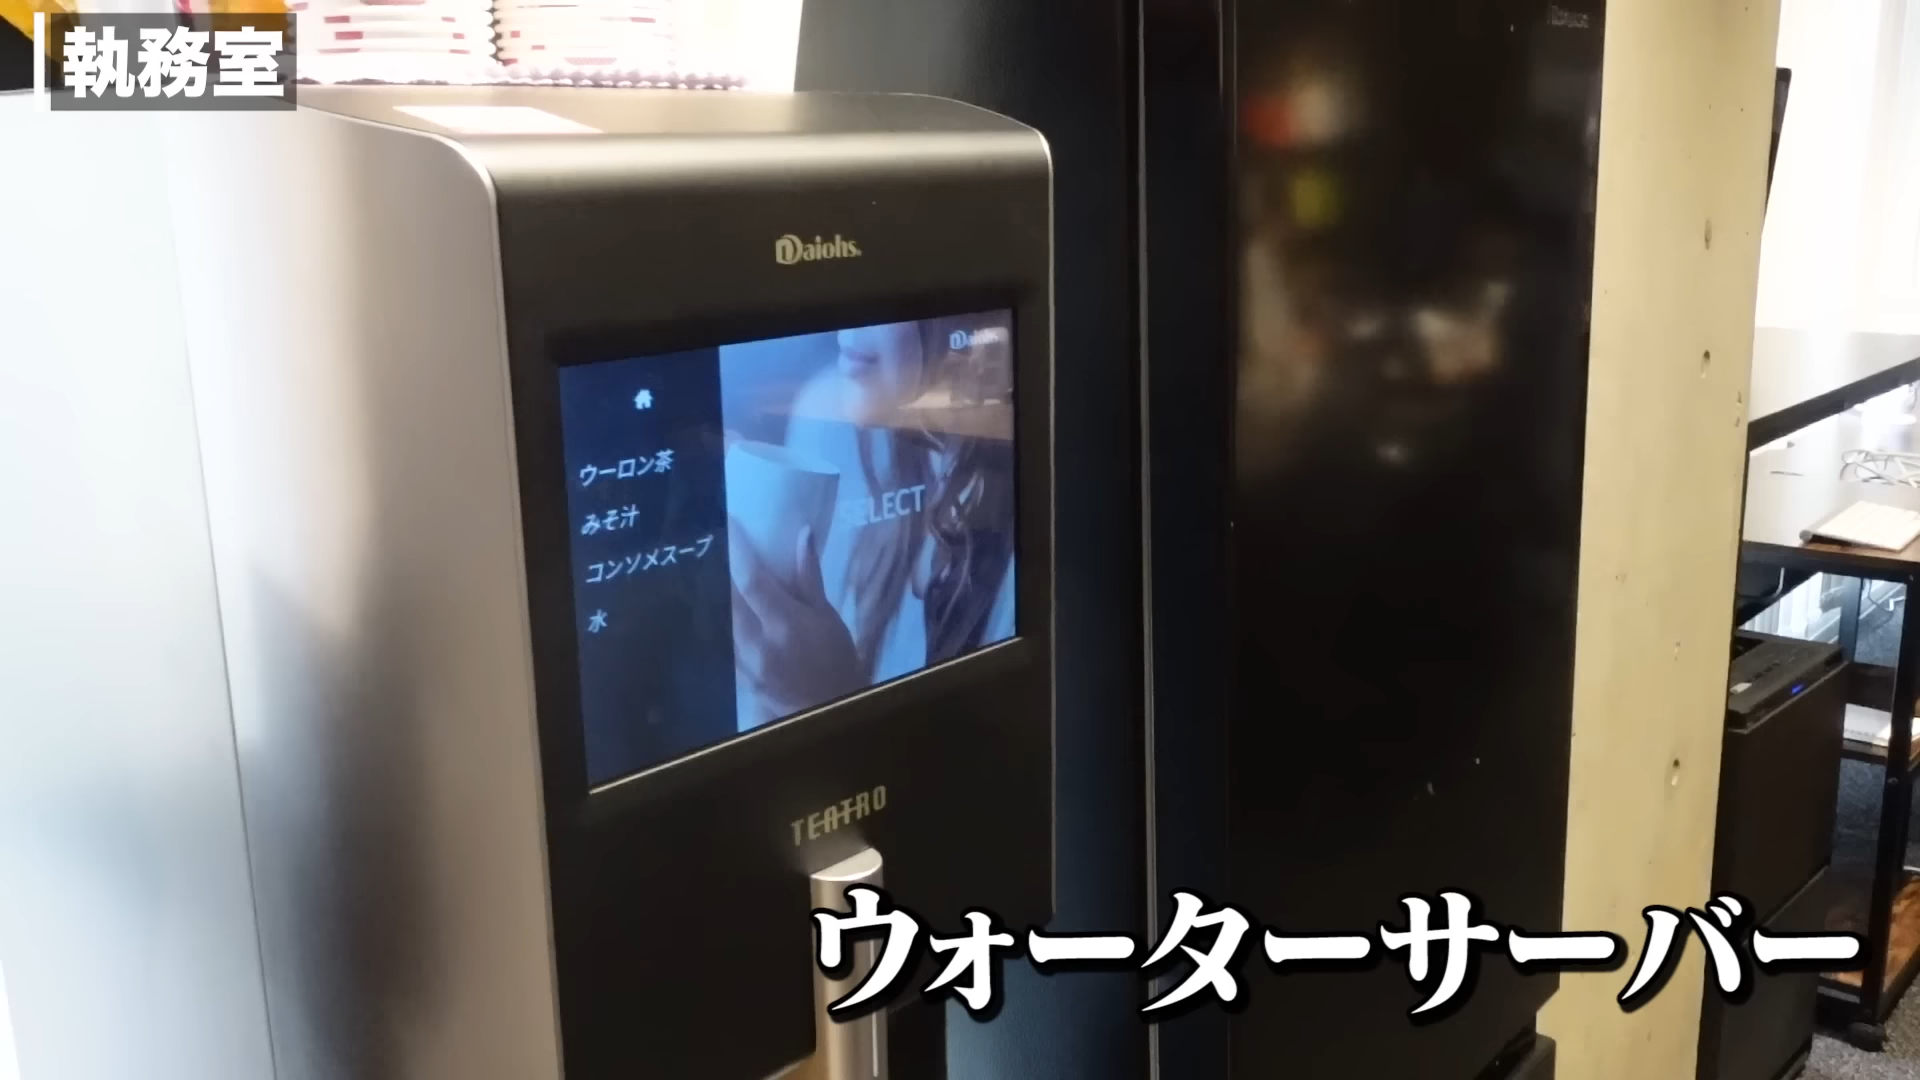 執務室
Daiohs
Daiohs
ウーロン茶
みそ汁
コンソメスープ
水
SELECT
TEATRO
ウォーターサーバー